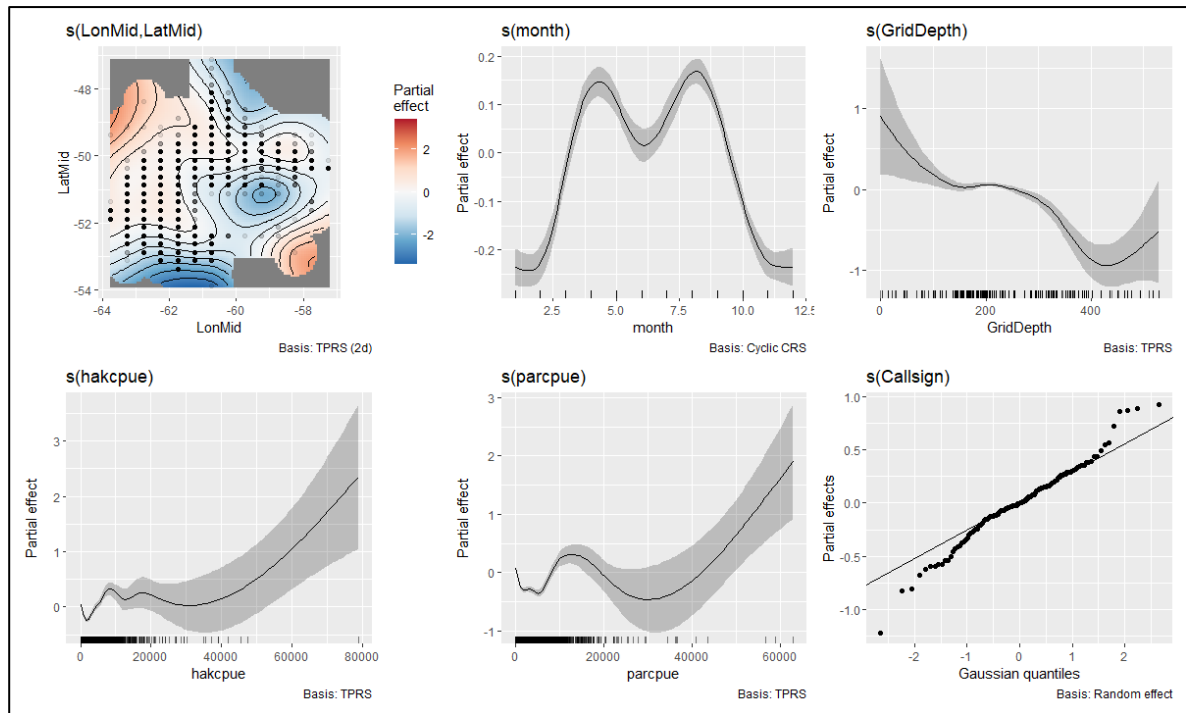 s(LonMid,LatMid)
-48
-50
-52
-54
LatMid
-64
-62
-60
-58
LonMid
Basis: TPRS (2d)
Partial
effect
2
0
-2
s(month)
0.2
0.1
0.0
-0.1
-0.2
Partial effect
2.5
5.0
7.5
10.0
12.5
month
Basis: Cyclic CRS
s(GridDepth)
1
0
-1
Partial effect
0
200
400
GridDepth
Basis: TPRS
s(hakcpue)
3
2
1
0
Partial effect
0
20000
40000
60000
80000
hakcpue
Basis: TPRS
s(parcpue)
3
2
1
0
-1
Partial effect
0
20000
40000
60000
parcpue
Basis: TPRS
s(Callsign)
1.0
0.5
0.0
-0.5
-1.0
Partial effects
-2
-1
0
1
2
Gaussian quantiles
Basis: Random effect